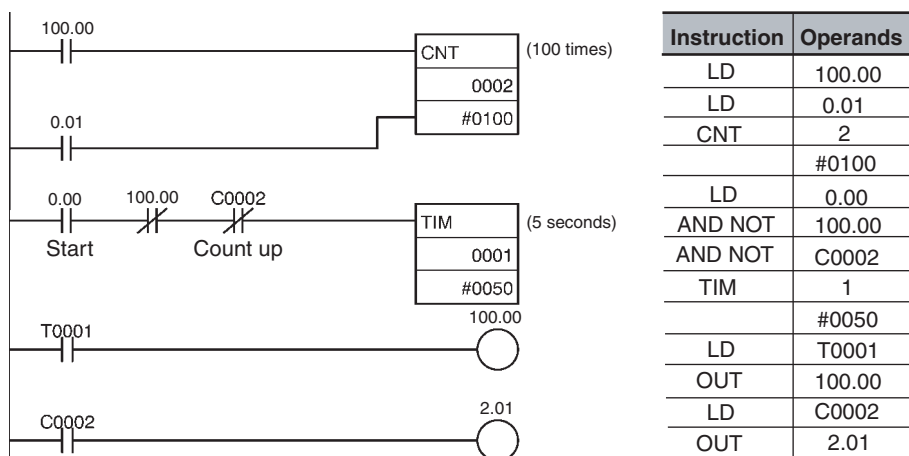 100.00
CNT (100 times)
0002
0.01
#0100
0.00 100.00 C0002
TIM (5 seconds)
Start Count up
0001
#0050
100.00
T0001
2.01
C0002
Instruction Operands
LD 100.00
LD 0.01
CNT 2
#0100
LD 0.00
AND NOT 100.00
AND NOT C0002
TIM 1
#0050
LD T0001
OUT 100.00
LD C0002
OUT 2.01